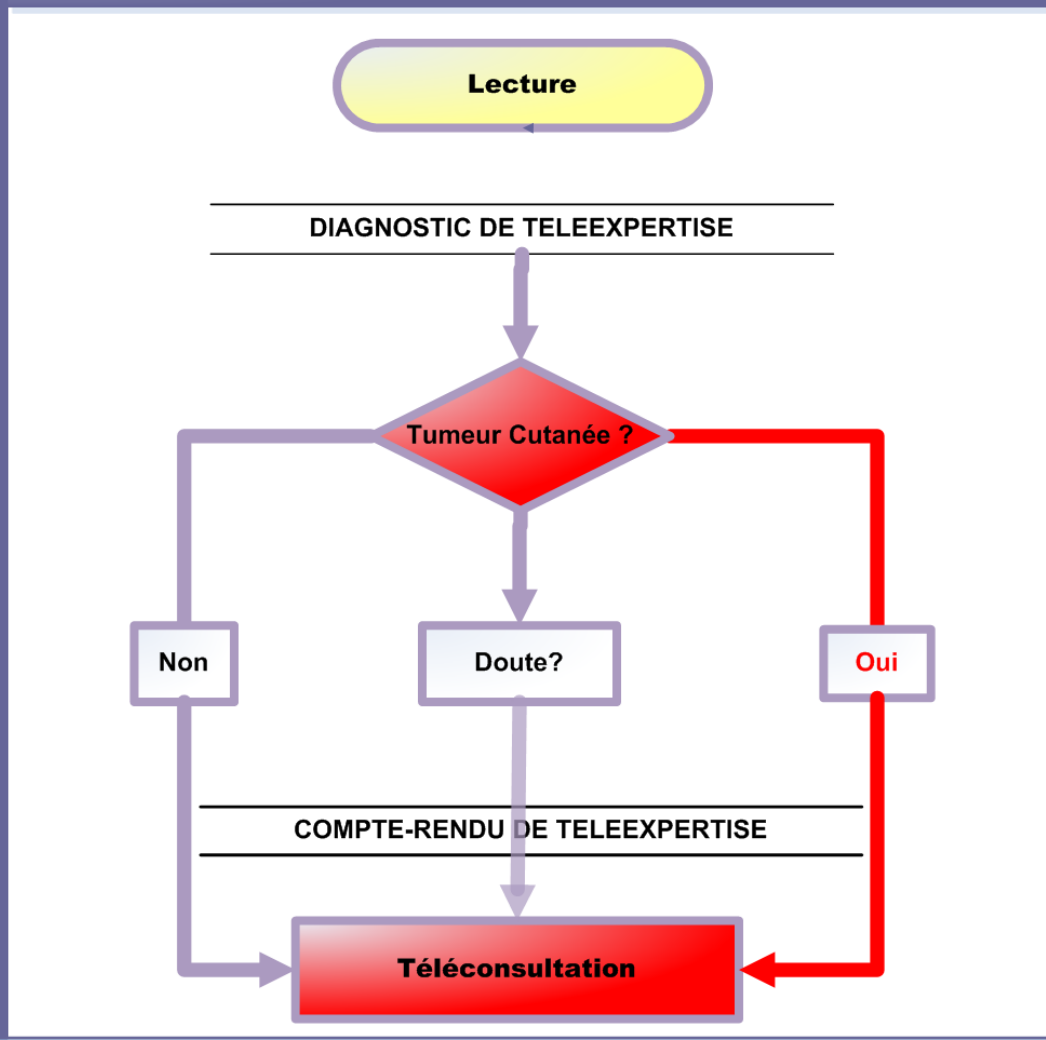 Lecture
DIAGNOSTIC DE TELEEXPERTISE
Tumeur Cutanée ?
Non
Doute?
Oui
COMPTE-RENDU DE TELEEXPERTISE
Téléconsultation